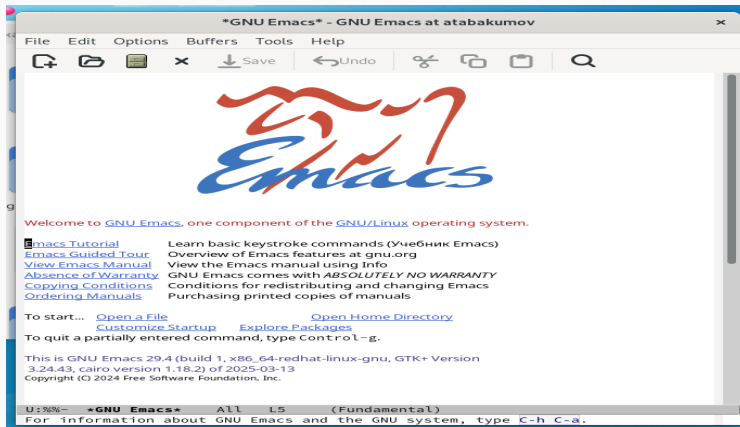 *GNU Emacs* - GNU Emacs at atabakumov
File Edit Options Buffers Tools Help
Save Undo
Emacs
Welcome to GNU Emacs, one component of the GNU/Linux operating system.
Emacs Tutorial Learn basic keystroke commands (Учебник Emacs)
Emacs Guided Tour Overview of Emacs features at gnu.org
View Emacs Manual View the Emacs manual using Info
Absence of Warranty GNU Emacs comes with ABSOLUTELY NO WARRANTY
Copying Conditions Conditions for redistributing and changing Emacs
Ordering Manuals Purchasing printed copies of manuals
To start... Open a File Open Home Directory
Customize Startup Explore Packages
To quit a partially entered command, type Control-g.
This is GNU Emacs 29.4 (build 1, x86_64-redhat-linux-gnu, GTK+ Version
3.24.43, cairo version 1.18.2) of 2025-03-13
Copyright (C) 2024 Free Software Foundation, Inc.
U:%%- *GNU Emacs* All L5 (Fundamental)
For information about GNU Emacs and the GNU system, type C-h C-a.